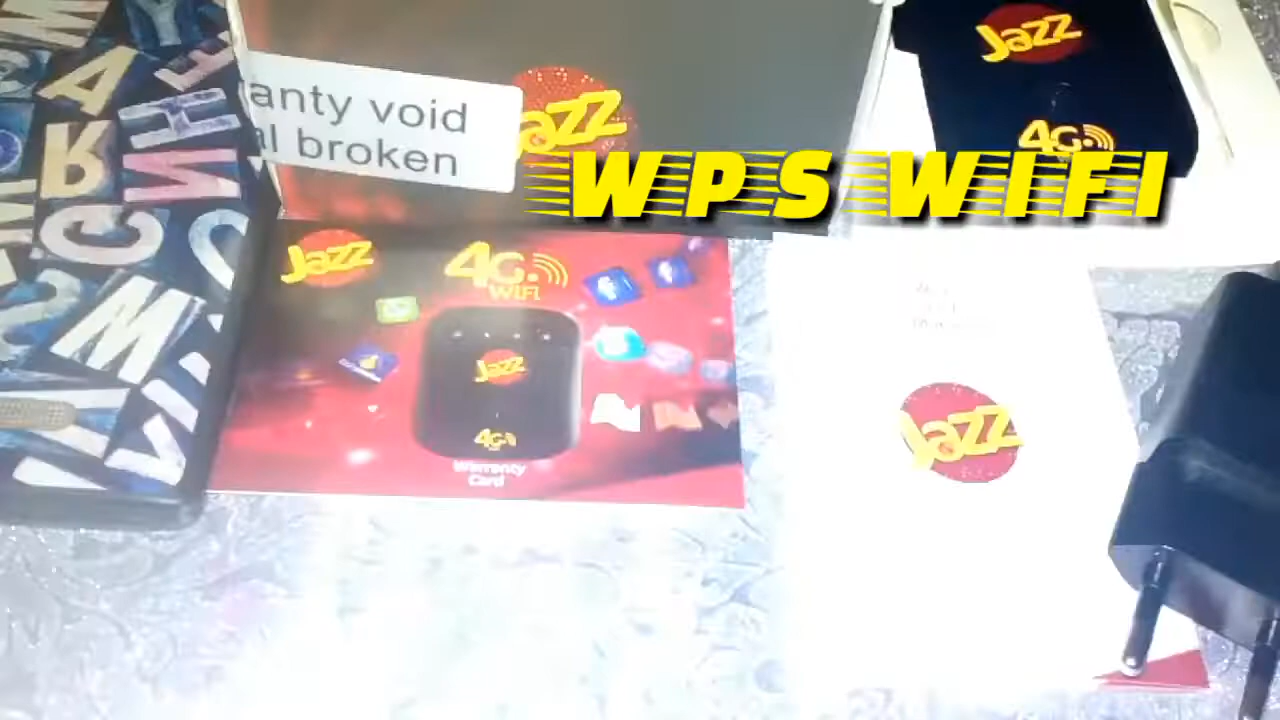 anty void
al broken
Jazz
Jazz
4G
WPS WIFI
Jazz
4G
WIFI
Jazz
4G
Warranty
Card
Jazz